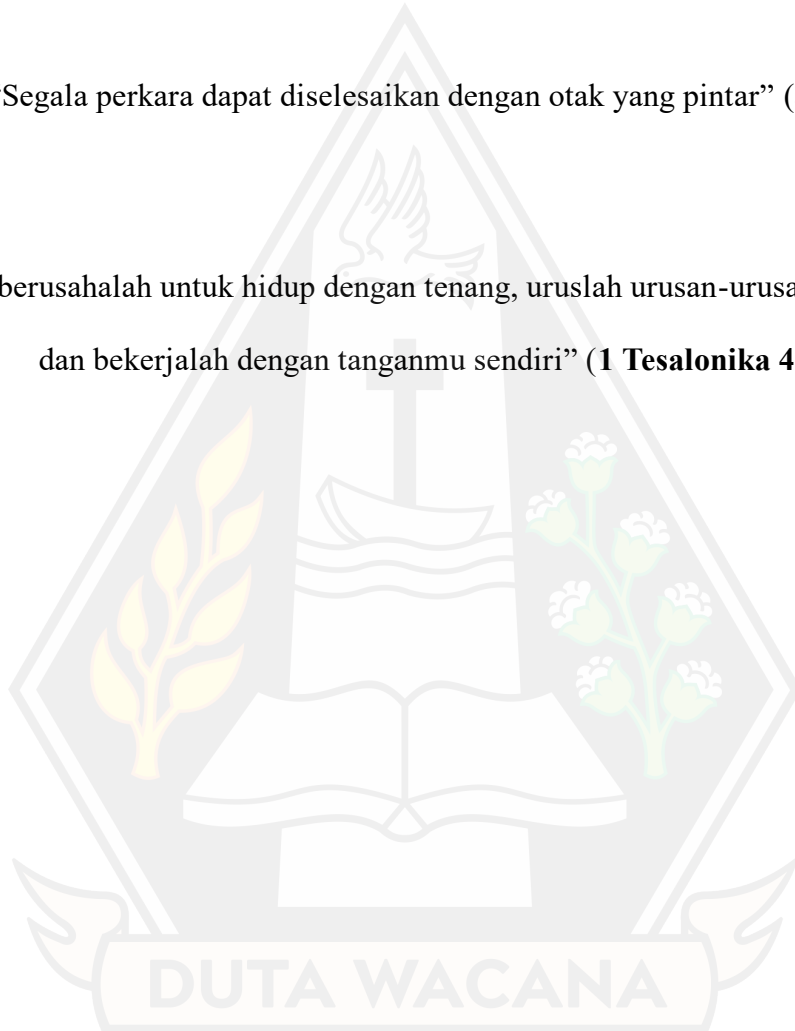 Segala perkara dapat diselesaikan dengan otak yang pintar” (
berusahalah untuk hidup dengan tenang, uruslah urusan-urusa
dan bekerjalah dengan tanganmu sendiri” (1 Tesalonika 4
DUTA WACANA